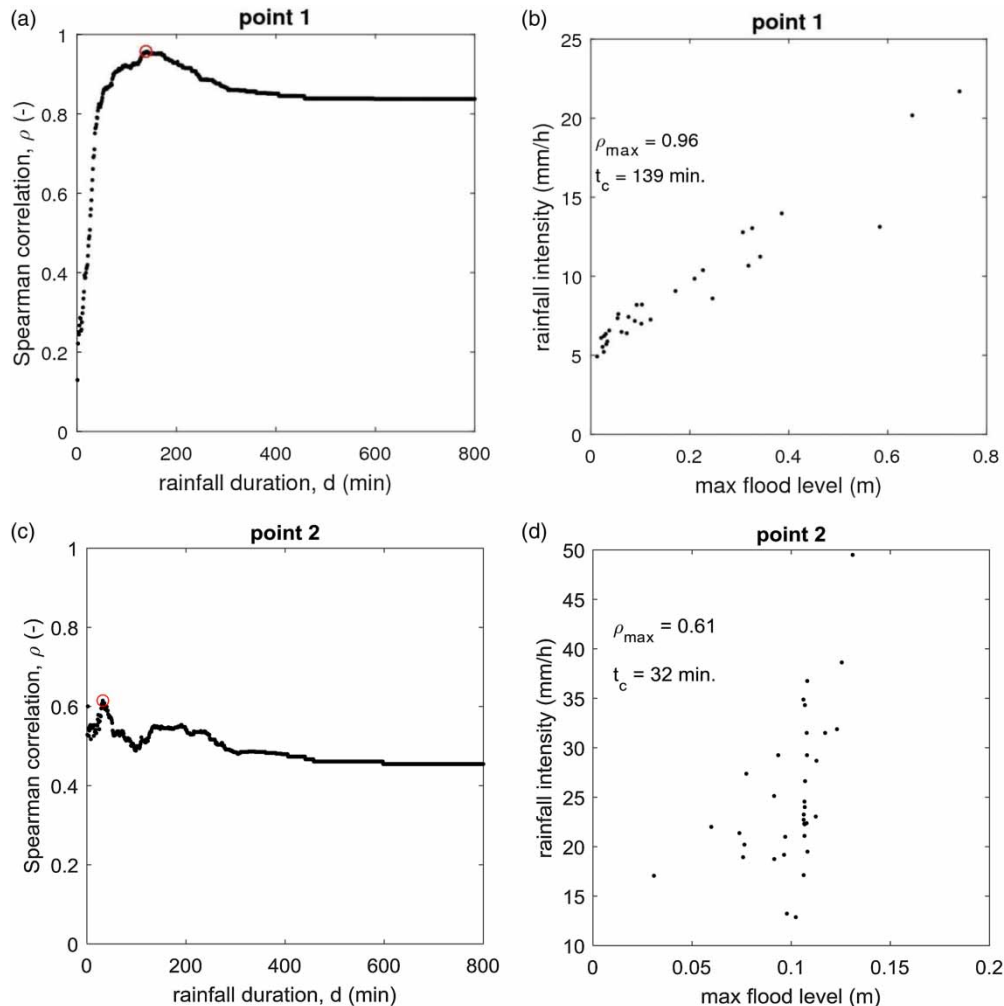 (a)
point 1
Spearman correlation, ρ (-)
1
0.8
0.6
0.4
0.2
0
0 200 400 600 800
rainfall duration, d (min)
(b)
point 1
rainfall intensity (mm/h)
25
20
15
10
5
0
ρmax = 0.96
tc = 139 min.
0 0.2 0.4 0.6 0.8
max flood level (m)
(c)
point 2
Spearman correlation, ρ (-)
1
0.8
0.6
0.4
0.2
0
0 200 400 600 800
rainfall duration, d (min)
(d)
point 2
rainfall intensity (mm/h)
50
45
40
35
30
25
20
15
10
ρmax = 0.61
tc = 32 min.
0 0.05 0.1 0.15 0.2
max flood level (m)